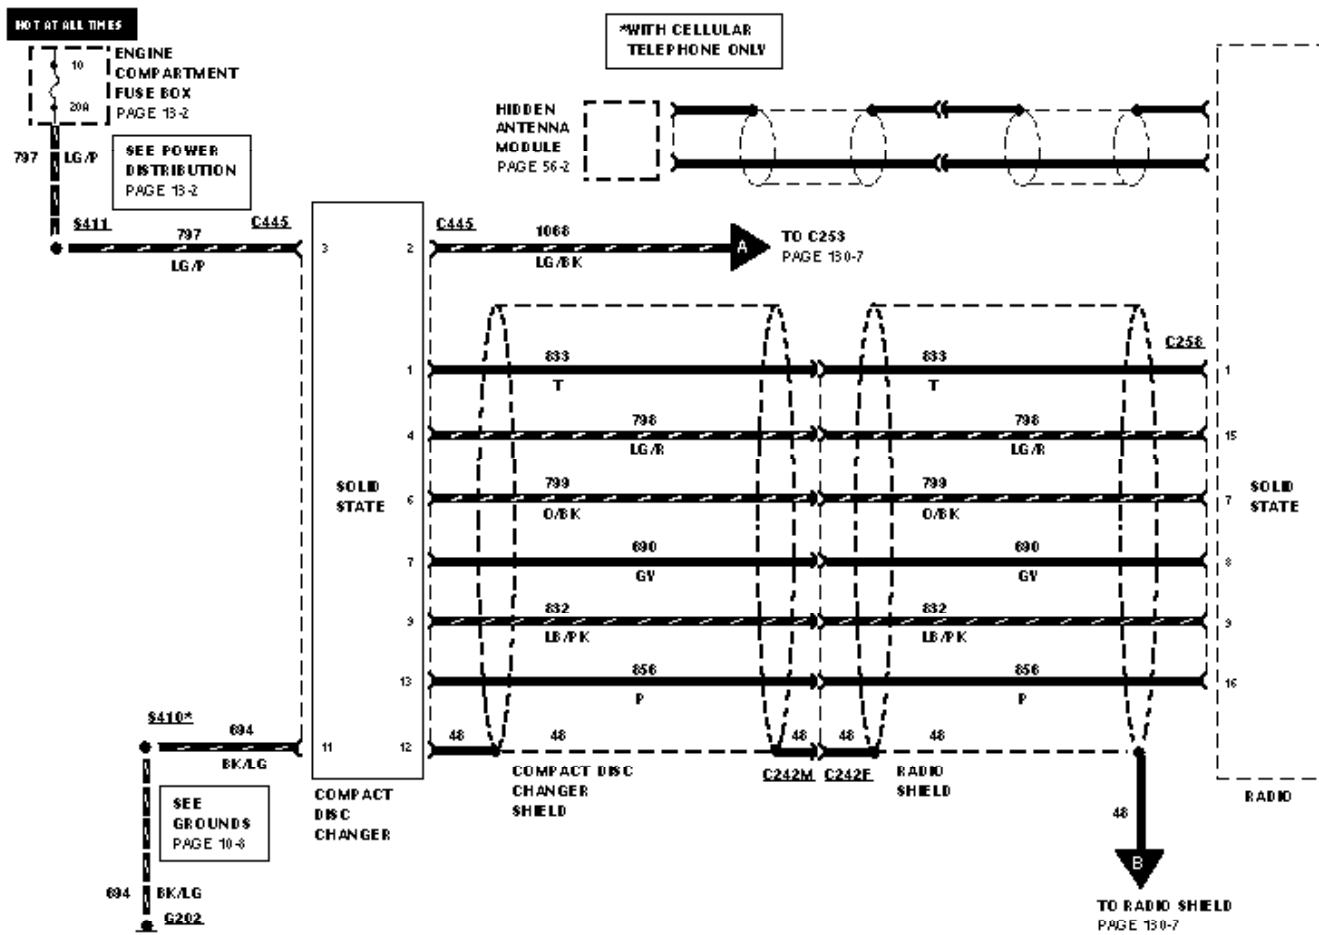 HOT AT ALL TIMES
10
20A
ENGINE
COMPARTMENT
FUSE BOX
PAGE 13-2
*WITH CELLULAR
TELEPHONE ONLY
HIDDEN
ANTENNA
MODULE
PAGE 56-2
797 LG/P
SEE POWER
DISTRIBUTION
PAGE 13-2
S411
797
LG/P
C445
3
2
C445
1068
LG/BK
A
TO C253
PAGE 130-7
C258
1
833
T
833
T
1
4
798
LG/R
798
LG/R
15
SOLID
STATE
6
799
O/BK
799
O/BK
7
SOLID
STATE
7
690
GY
690
GY
8
9
832
LB/PK
832
LB/PK
9
13
856
P
856
P
16
S410*
694
BK/LG
11
12
48
48
48
48
48
COMPACT DISC
CHANGER
SHIELD
C242M
C242F
RADIO
SHIELD
COMPACT
DISC
CHANGER
RADIO
SEE
GROUNDS
PAGE 10-8
48
B
694 BK/LG
G202
TO RADIO SHIELD
PAGE 130-7